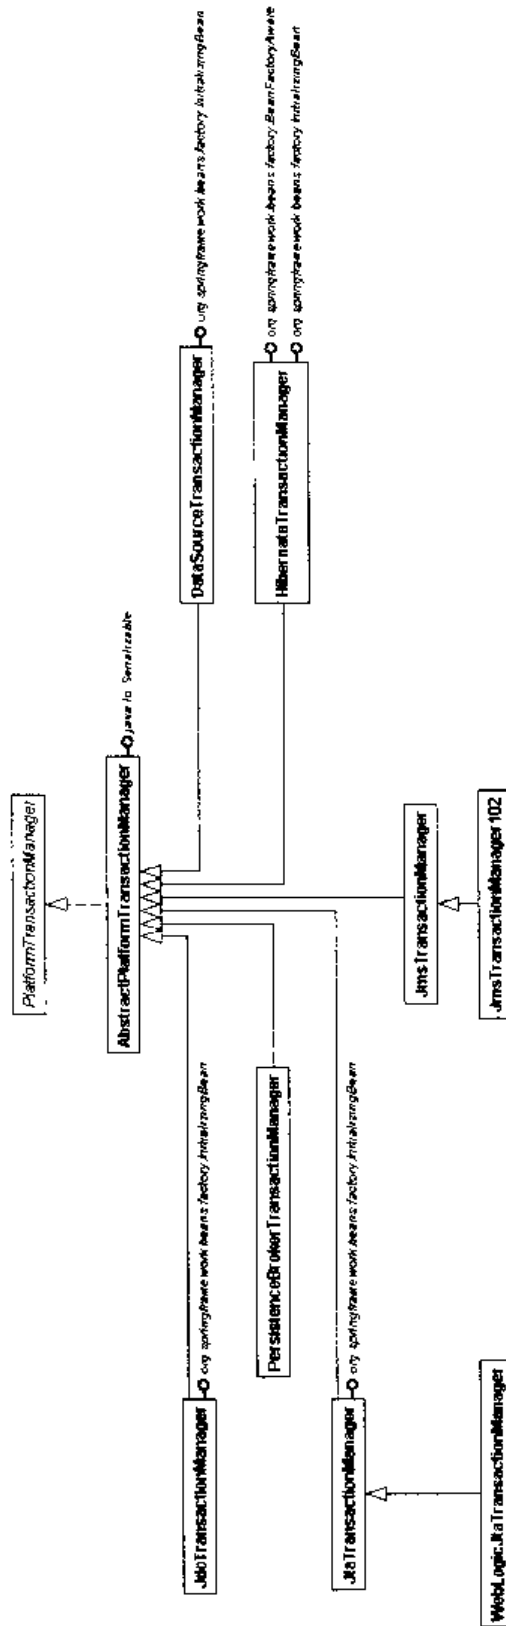 PlatformTransactionManager
AbstractPlatformTransactionManager
java.io.Serializable
JdoTransactionManager
org.springframework.beans.factory.InitializingBean
DataSourceTransactionManager
org.springframework.beans.factory.InitializingBean
PersistenceBrokerTransactionManager
HibernateTransactionManager
org.springframework.beans.factory.BeanFactoryAware
org.springframework.beans.factory.InitializingBean
JtaTransactionManager
org.springframework.beans.factory.InitializingBean
JmsTransactionManager
WebLogicJtaTransactionManager
JmsTransactionManager102